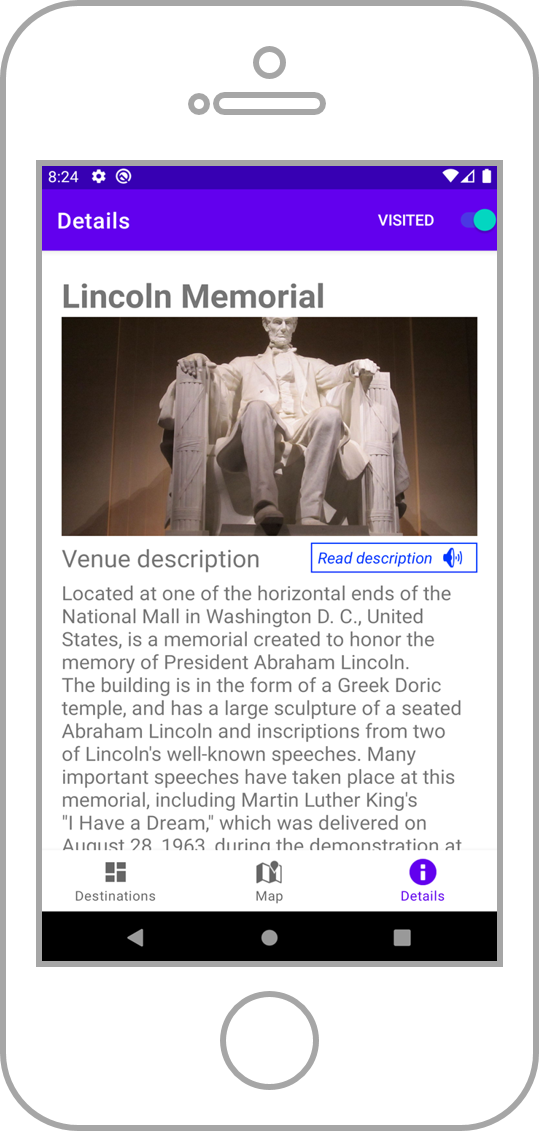 8:24
Details
VISITED
Lincoln Memorial
Venue description
Read description
Located at one of the horizontal ends of the
National Mall in Washington D. C., United
States, is a memorial created to honor the
memory of President Abraham Lincoln.
The building is in the form of a Greek Doric
temple, and has a large sculpture of a seated
Abraham Lincoln and inscriptions from two
of Lincoln's well-known speeches. Many
important speeches have taken place at this
memorial, including Martin Luther King's
"I Have a Dream," which was delivered on
August 28, 1963, during the demonstration at
Destinations
Map
Details